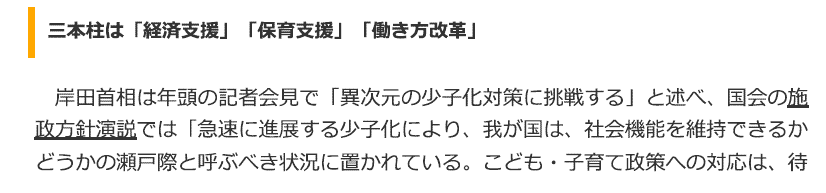 三本柱は「経済支援」「保育支援」「働き方改革」
岸田首相は年頭の記者会見で「異次元の少子化対策に挑戦する」と述べ、国会の施
政方針演説では「急速に進展する少子化により、我が国は、社会機能を維持できるか
どうかの瀬戸際と呼ぶべき状況に置かれている。こども・子育て政策への対応は、待